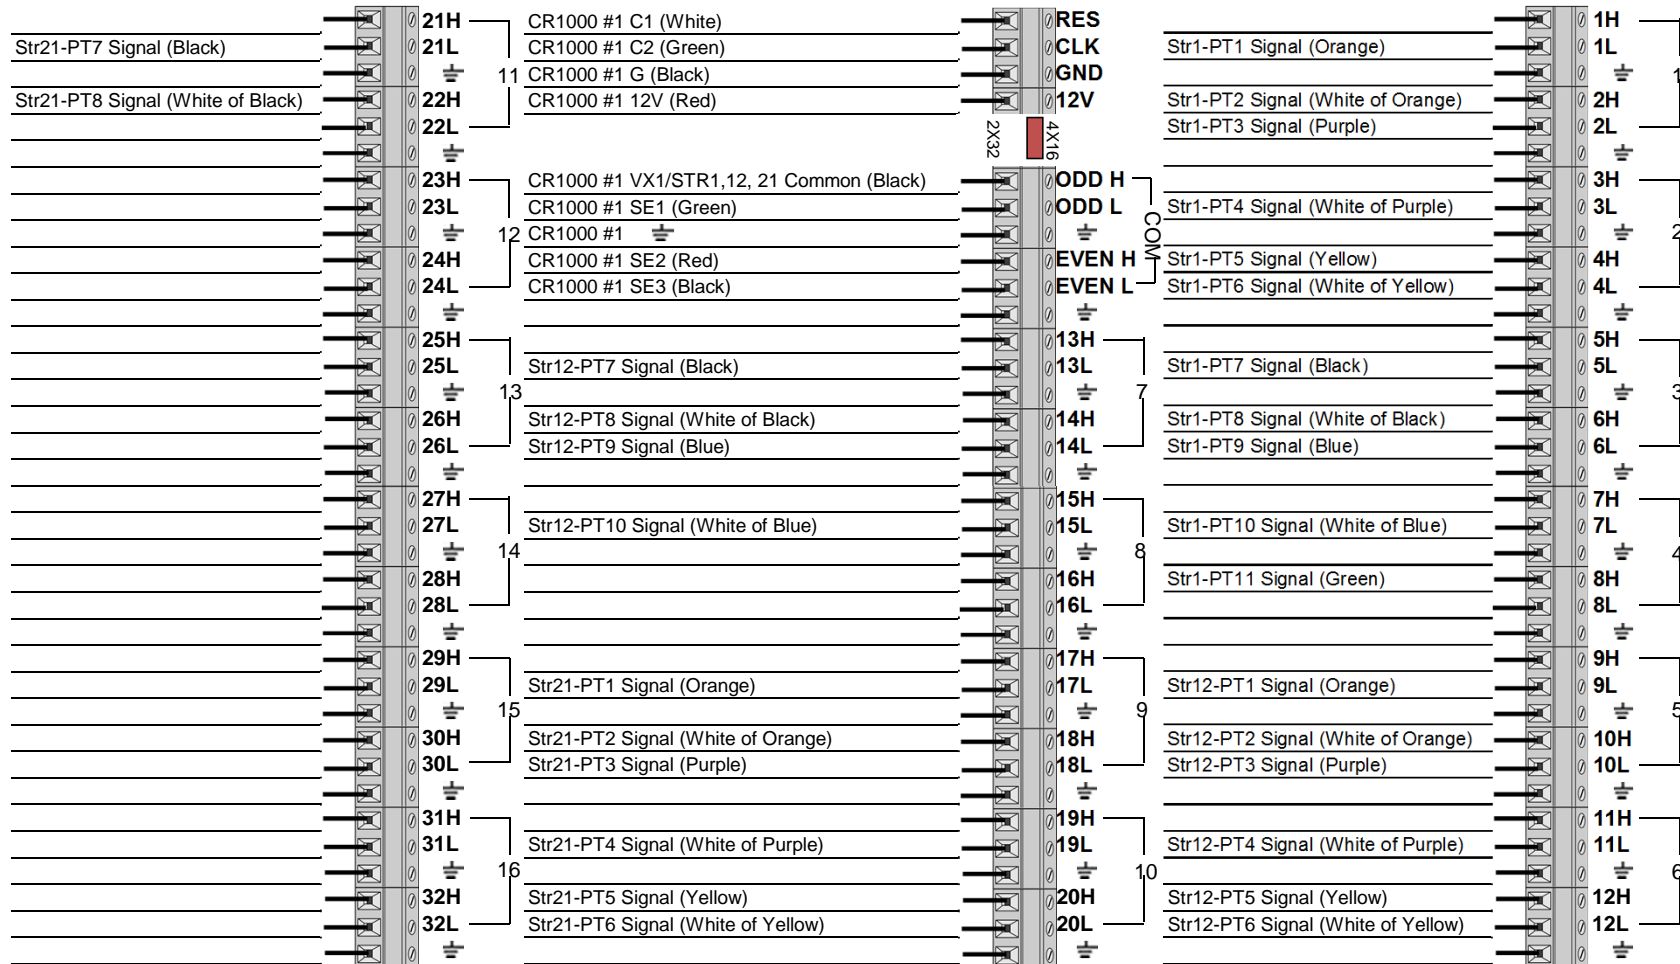 21H
Str21-PT7 Signal (Black) 21L
11
Str21-PT8 Signal (White of Black) 22H
22L
23H
23L
12
24H
24L
25H
25L
13
26H
26L
27H
27L
14
28H
28L
29H
29L
15
30H
30L
31H
31L
16
32H
32L
CR1000 #1 C1 (White) RES
CR1000 #1 C2 (Green) CLK
CR1000 #1 G (Black) GND
CR1000 #1 12V (Red) 12V
2X32 4X16
CR1000 #1 VX1/STR1,12, 21 Common (Black) ODD H
CR1000 #1 SE1 (Green) ODD L
CR1000 #1
COM
CR1000 #1 SE2 (Red) EVEN H
CR1000 #1 SE3 (Black) EVEN L
13H
Str12-PT7 Signal (Black) 13L
7
Str12-PT8 Signal (White of Black) 14H
Str12-PT9 Signal (Blue) 14L
15H
Str12-PT10 Signal (White of Blue) 15L
8
16H
16L
17H
Str21-PT1 Signal (Orange) 17L
9
Str21-PT2 Signal (White of Orange) 18H
Str21-PT3 Signal (Purple) 18L
19H
Str21-PT4 Signal (White of Purple) 19L
10
Str21-PT5 Signal (Yellow) 20H
Str21-PT6 Signal (White of Yellow) 20L
1H
Str1-PT1 Signal (Orange) 1L
1
Str1-PT2 Signal (White of Orange) 2H
Str1-PT3 Signal (Purple) 2L
3H
Str1-PT4 Signal (White of Purple) 3L
2
Str1-PT5 Signal (Yellow) 4H
Str1-PT6 Signal (White of Yellow) 4L
5H
Str1-PT7 Signal (Black) 5L
3
Str1-PT8 Signal (White of Black) 6H
Str1-PT9 Signal (Blue) 6L
7H
Str1-PT10 Signal (White of Blue) 7L
4
Str1-PT11 Signal (Green) 8H
8L
9H
Str12-PT1 Signal (Orange) 9L
5
Str12-PT2 Signal (White of Orange) 10H
Str12-PT3 Signal (Purple) 10L
11H
Str12-PT4 Signal (White of Purple) 11L
6
Str12-PT5 Signal (Yellow) 12H
Str12-PT6 Signal (White of Yellow) 12L